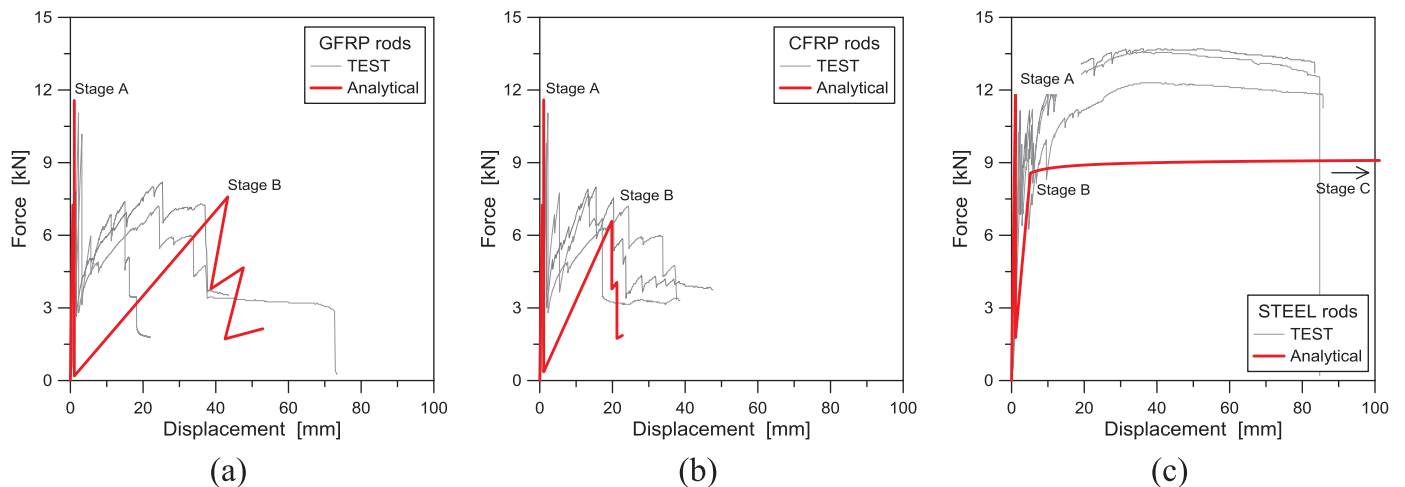 15
12
9
6
3
0
Force [kN]
0
20
40
60
80
100
Displacement [mm]
GFRP rods
TEST
Analytical
Stage A
Stage B
(a)
15
12
9
6
3
0
Force [kN]
0
20
40
60
80
100
Displacement [mm]
CFRP rods
TEST
Analytical
Stage A
Stage B
(b)
15
12
9
6
3
0
Force [kN]
0
20
40
60
80
100
Displacement [mm]
Stage A
Stage B
Stage C
STEEL rods
TEST
Analytical
(c)